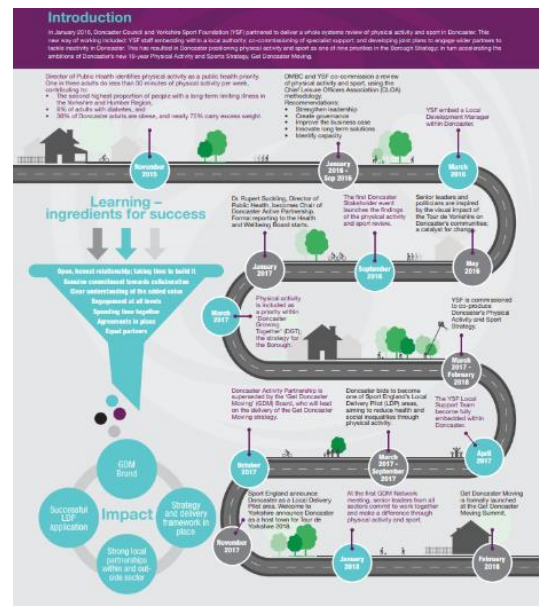 Introduction
In January 2016, Doncaster Council and Yorkshire Sport Foundation (YSF) partnered to deliver a whole systems review of physical activity and sport in Doncaster. This
new way of working included; YSF staff embedding within a local authority; co-commissioning of specialist support; and developing joint plans to engage wider partners to
tackle inactivity in Doncaster. This has resulted in Doncaster positioning physical activity and sport as one of nine priorities in the Borough Strategy; in turn accelerating the
ambitions of Doncaster's new 10-year Physical Activity and Sports Strategy, Get Doncaster Moving.
Director of Public Health identifies physical activity as a public health priority.
One in three adults do less than 30 minutes of physical activity per week,
contributing to:
• The second highest proportion of people with a long-term limiting illness in
the Yorkshire and Humber Region,
• 8% of adults with diabetes, and
• 36% of Doncaster adults are obese, and nearly 75% carry excess weight.
DMBC and YSF co-commission a review
of physical activity and sport, using the
Chief Leisure Officers Association (CLOA)
methodology.
Recommendations:
• Strengthen leadership
• Create governance
• Improve the business case
• Innovate long term solutions
• Identify capacity
YSF embed a Local
Development Manager
within Doncaster.
November
2015
January
2016 -
Sep 2016
March
2016
Learning –
ingredients for success
Open, honest relationship; taking time to build it
Genuine commitment towards collaboration
Clear understanding of the added value
Engagement at all levels
Spending time together
Agreements in place
Equal partners
Dr. Rupert Suckling, Director of
Public Health, becomes Chair of
Doncaster Active Partnership.
Formal reporting to the Health
and Wellbeing Board starts.
The first Doncaster
Stakeholder event
launches the findings
of the physical activity
and sport review.
Senior leaders and
politicians are inspired
by the visual impact of
the Tour de Yorkshire on
Doncaster's communities;
a catalyst for change.
January
2017
September
2016
May
2016
March
2017
Physical activity
is included as
a priority within
'Doncaster
Growing
Together' (DGT),
the strategy for
the Borough.
YSF is commissioned
to co-produce
Doncaster's Physical
Activity and Sport
Strategy.
March
2017 -
February
2018
Doncaster Activity Partnership is
superseded by the 'Get Doncaster
Moving' (GDM) Board, who will lead
on the delivery of the Get Doncaster
Moving strategy.
Doncaster bids to become
one of Sport England's Local
Delivery Pilot (LDP) areas,
aiming to reduce health and
social inequalities through
physical activity.
The YSF Local
Support Team
become fully
embedded within
Doncaster.
October
2017
March
2017 -
September
2017
April
2017
GDM
Brand
Successful
LDP
application
Impact
Strategy
and delivery
framework in
place
Strong local
partnerships
within and out-
side sector
Sport England announce
Doncaster as a Local Delivery
Pilot area. Welcome to
Yorkshire announce Doncaster
as a host town for Tour de
Yorkshire 2018.
At the first GDM Network
meeting, senior leaders from all
sectors commit to work together
and make a difference through
physical activity and sport.
Get Doncaster Moving
is formally launched
at the Get Doncaster
Moving Summit.
November
2017
January
2018
February
2018